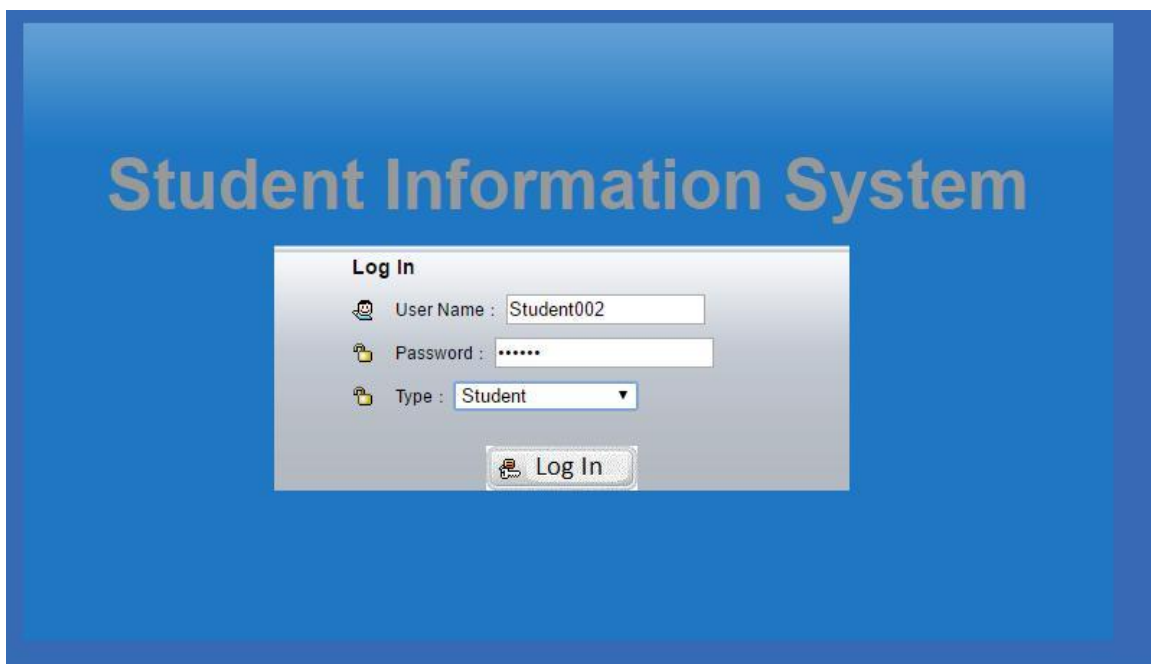 Student Information System
Log In
User Name : Student002
Password : ••••••
Type : Student
Log In